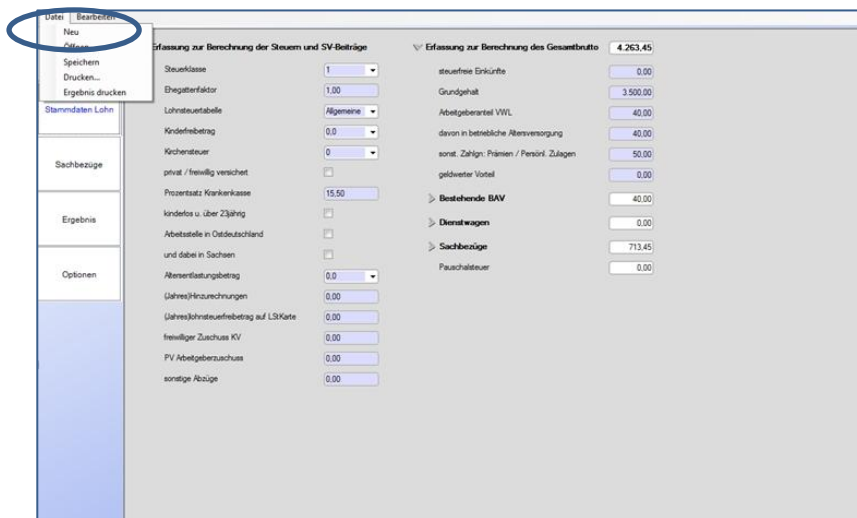 Datei Bearbeiten
Neu
Öffnen
Speichern
Drucken...
Ergebnis drucken
Stammdaten Lohn
Sachbezüge
Ergebnis
Optionen
Erfassung zur Berechnung der Steuern und SV-Beiträge
Steuerklasse 1
Ehegattenfaktor 1,00
Lohnsteuertabelle Allgemeine
Kinderfreibetrag 0,0
Kirchensteuer 0
privat / freiwillig versichert
Prozentsatz Krankenkasse 15,50
kinderlos u. über 23jährig
Arbeitsstelle in Ostdeutschland
und dabei in Sachsen
Altersentlastungsbetrag 0,0
(Jahres)Hinzurechnungen 0,00
(Jahres)lohnsteuerfreibetrag auf LStKarte 0,00
freiwilliger Zuschuss KV 0,00
PV Arbeitgeberzuschuss 0,00
sonstige Abzüge 0,00
Erfassung zur Berechnung des Gesamtbrutto 4.263,45
steuerfreie Einkünfte 0,00
Grundgehalt 3.500,00
Arbeitgeberanteil VWL 40,00
davon in betriebliche Altersversorgung 40,00
sonst. Zahlgn: Prämien / Persönl. Zulagen 50,00
geldwerter Vorteil 0,00
Bestehende BAV 40,00
Dienstwagen 0,00
Sachbezüge 713,45
Pauschalsteuer 0,00